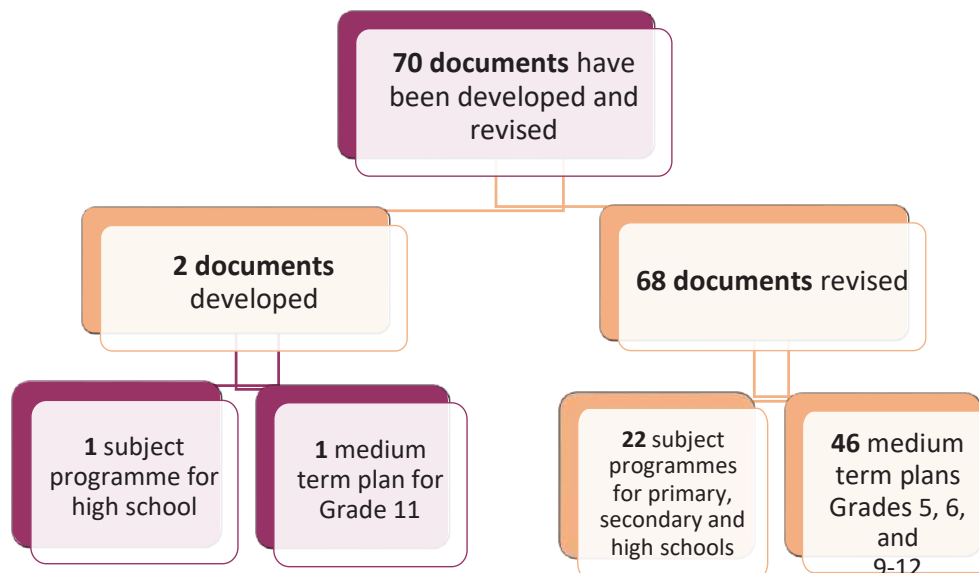 70 documents have
been developed and
revised
2 documents
developed
68 documents revised
1 subject
programme for
high school
1 medium
term plan for
Grade 11
22 subject
programmes
for primary,
secondary and
high schools
46 medium
term plans
Grades 5, 6,
and
9-12